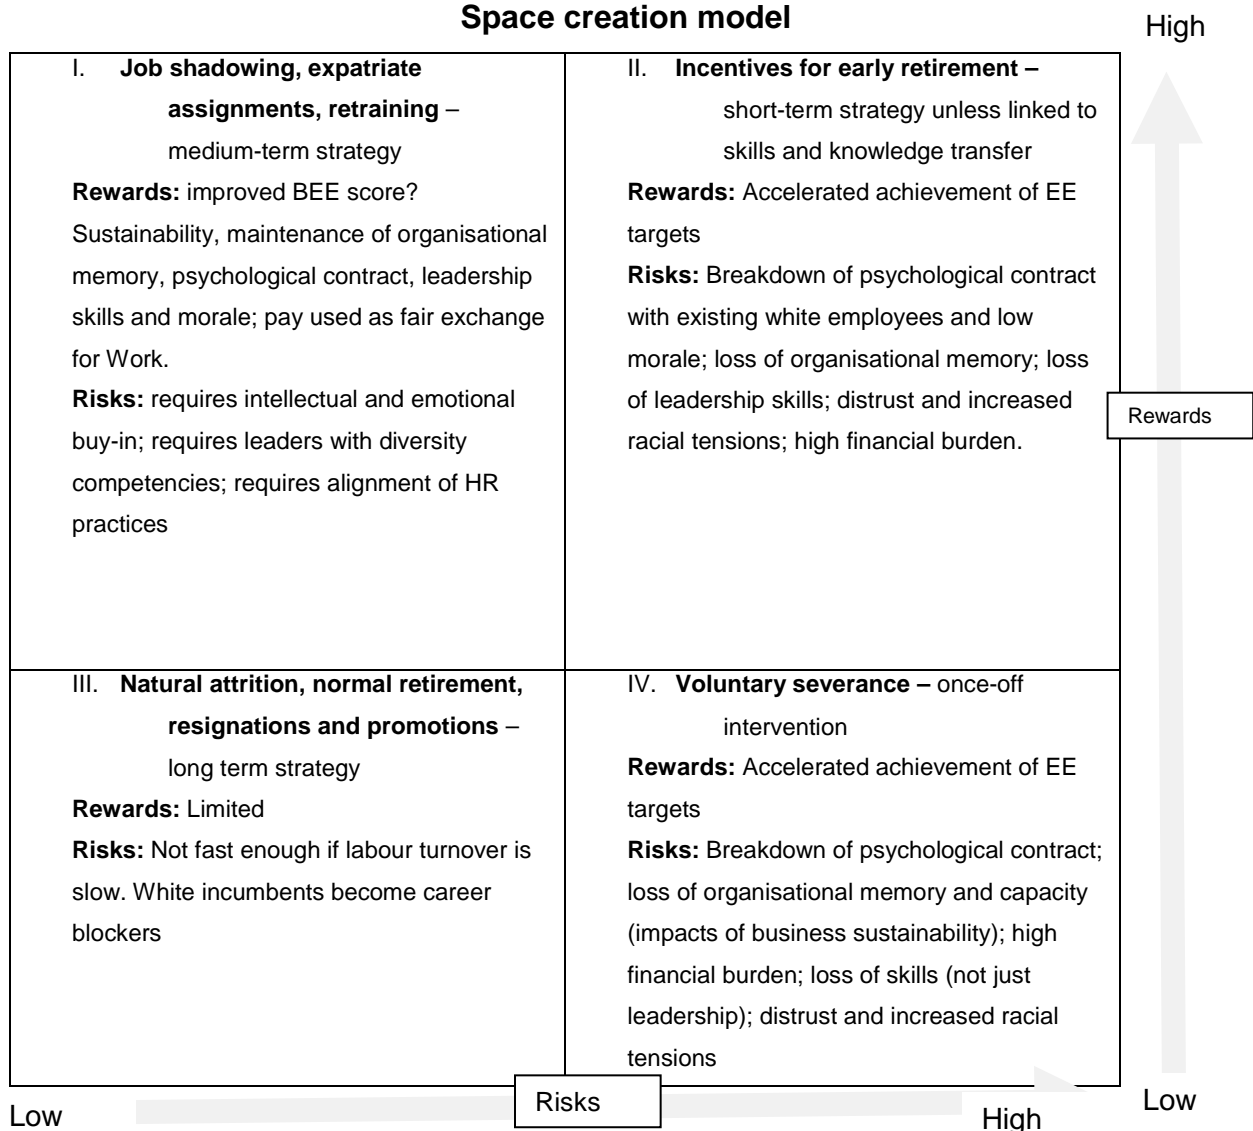 Space creation model
High
I. Job shadowing, expatriate
assignments, retraining –
medium-term strategy
Rewards: improved BEE score?
Sustainability, maintenance of organisational
memory, psychological contract, leadership
skills and morale; pay used as fair exchange
for Work.
Risks: requires intellectual and emotional
buy-in; requires leaders with diversity
competencies; requires alignment of HR
practices
II. Incentives for early retirement –
short-term strategy unless linked to
skills and knowledge transfer
Rewards: Accelerated achievement of EE
targets
Risks: Breakdown of psychological contract
with existing white employees and low
morale; loss of organisational memory; loss
of leadership skills; distrust and increased
racial tensions; high financial burden.
Rewards
III. Natural attrition, normal retirement,
resignations and promotions –
long term strategy
Rewards: Limited
Risks: Not fast enough if labour turnover is
slow. White incumbents become career
blockers
IV. Voluntary severance – once-off
intervention
Rewards: Accelerated achievement of EE
targets
Risks: Breakdown of psychological contract;
loss of organisational memory and capacity
(impacts of business sustainability); high
financial burden; loss of skills (not just
leadership); distrust and increased racial
tensions
Low
Risks
High
Low